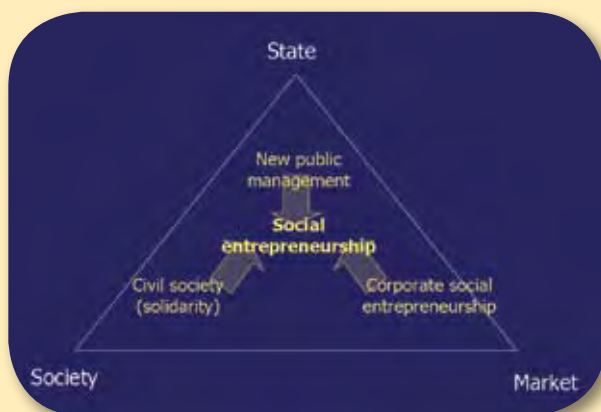 State
New public
management
Social
entrepreneurship
Civil society
(solidarity)
Corporate social
entrepreneurship
Society
Market